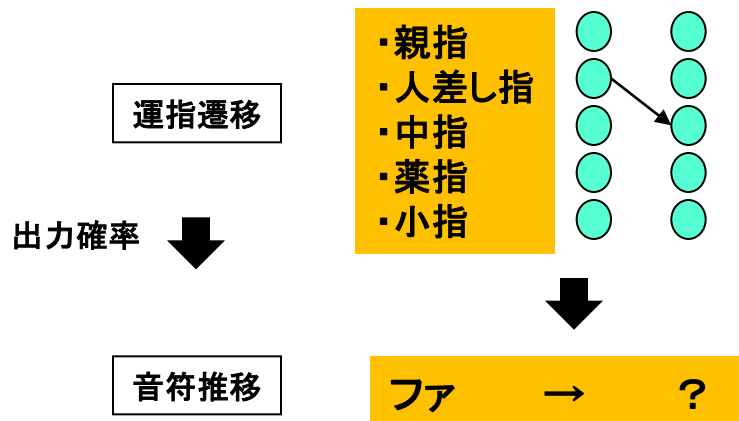 運指遷移
・親指
・人差し指
・中指
・薬指
・小指
出力確率
音符推移
ファ → ？